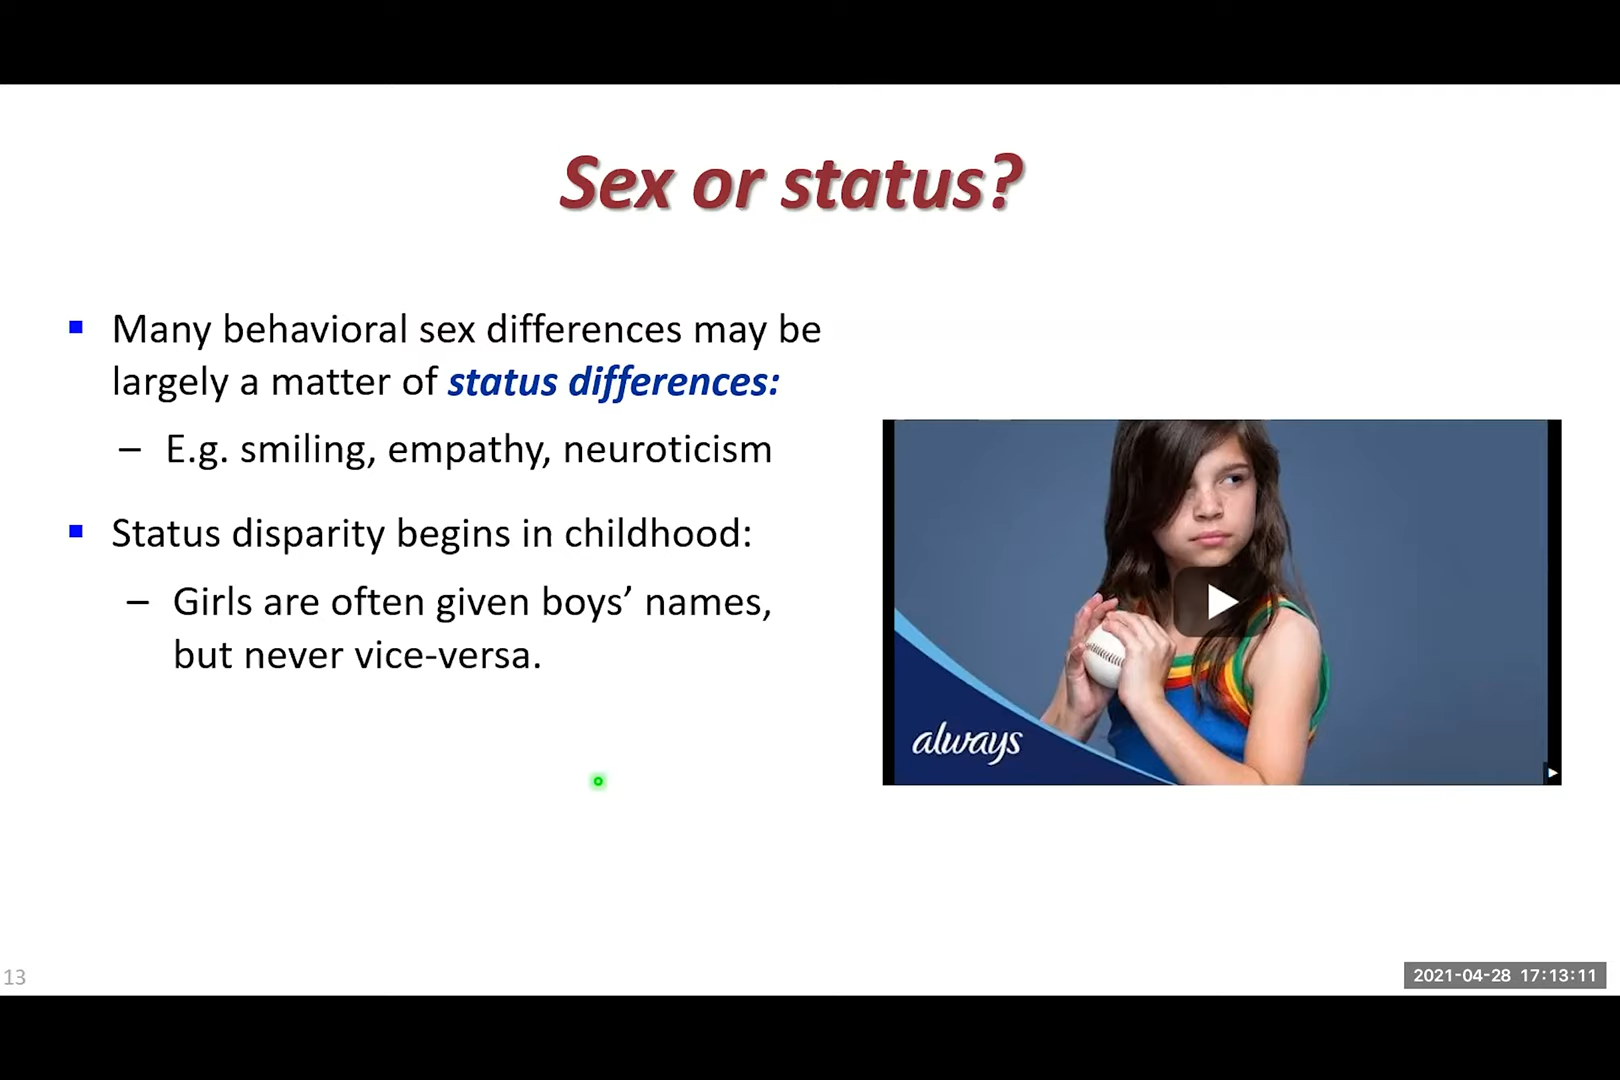 Sex or status?
▪ Many behavioral sex differences may be
largely a matter of status differences:
– E.g. smiling, empathy, neuroticism
▪ Status disparity begins in childhood:
– Girls are often given boys’ names,
but never vice-versa.
always
13
2021-04-28 17:13:11